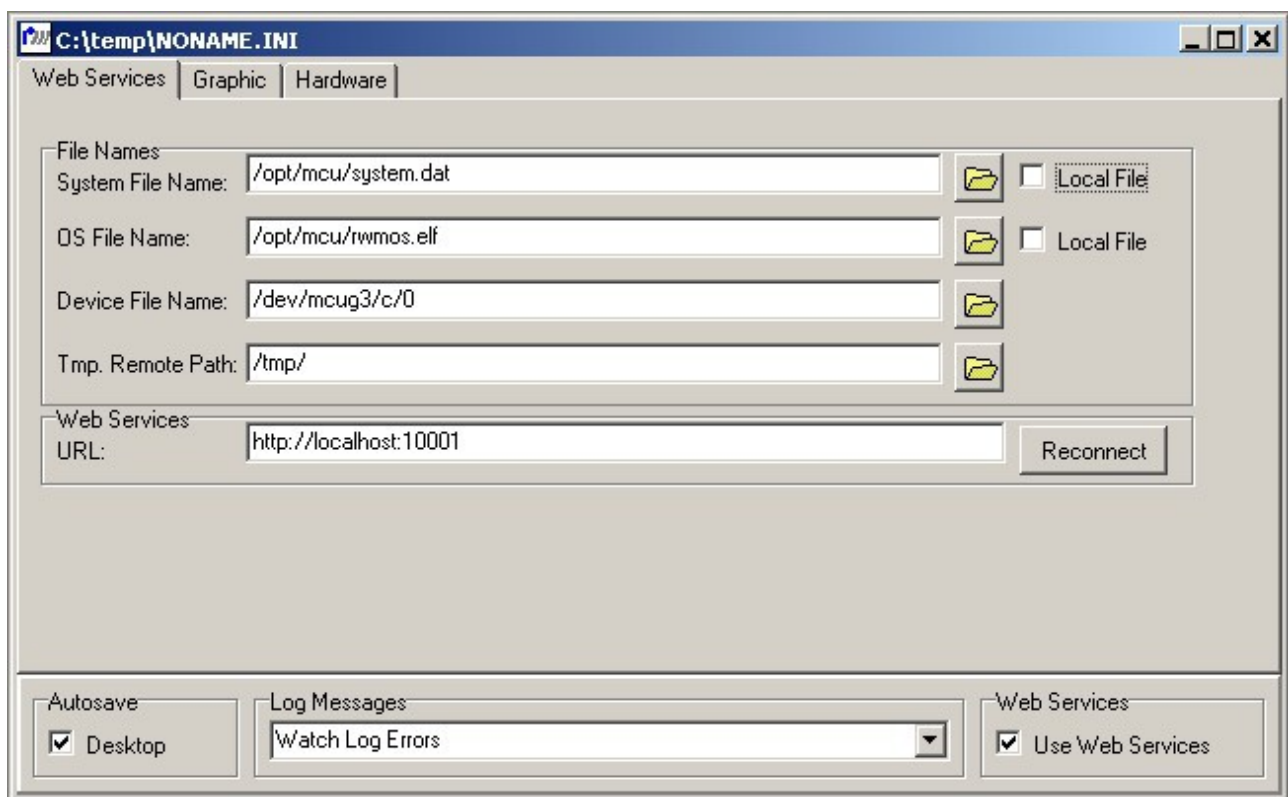 C:\temp\NONAME.INI
Web Services Graphic Hardware
File Names
System File Name: /opt/mcu/system.dat Local File
OS File Name: /opt/mcu/rwmos.elf Local File
Device File Name: /dev/mcug3/c/0
Tmp. Remote Path: /tmp/
Web Services
URL: http://localhost:10001 Reconnect
Autosave Log Messages Web Services
Desktop Watch Log Errors Use Web Services